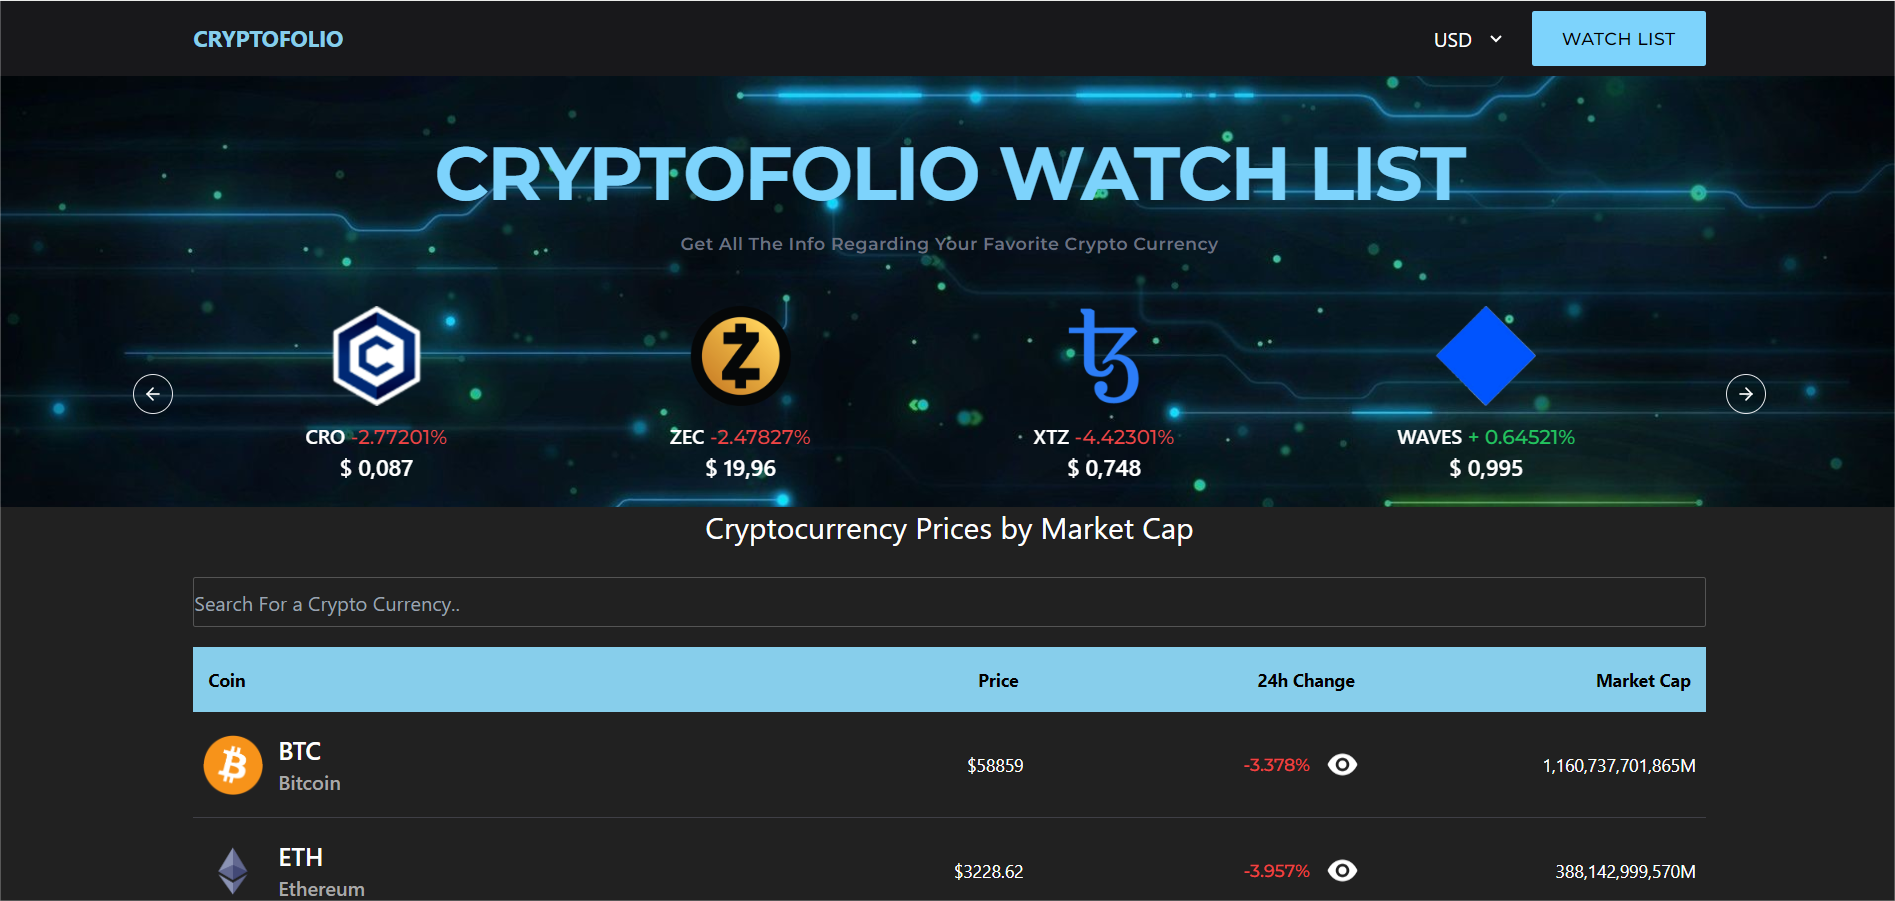 CRYPTOFOLIO
USD
WATCH LIST
CRYPTOFOLIO WATCH LIST
Get All The Info Regarding Your Favorite Crypto Currency
CRO -2.77201%
$ 0,087
ZEC -2.47827%
$ 19,96
XTZ -4.42301%
$ 0,748
WAVES + 0.64521%
$ 0,995
Cryptocurrency Prices by Market Cap
Search For a Crypto Currency..
Coin Price 24h Change Market Cap
BTC
Bitcoin
$58859 -3.378% 1,160,737,701,865M
ETH
Ethereum
$3228.62 -3.957% 388,142,999,570M